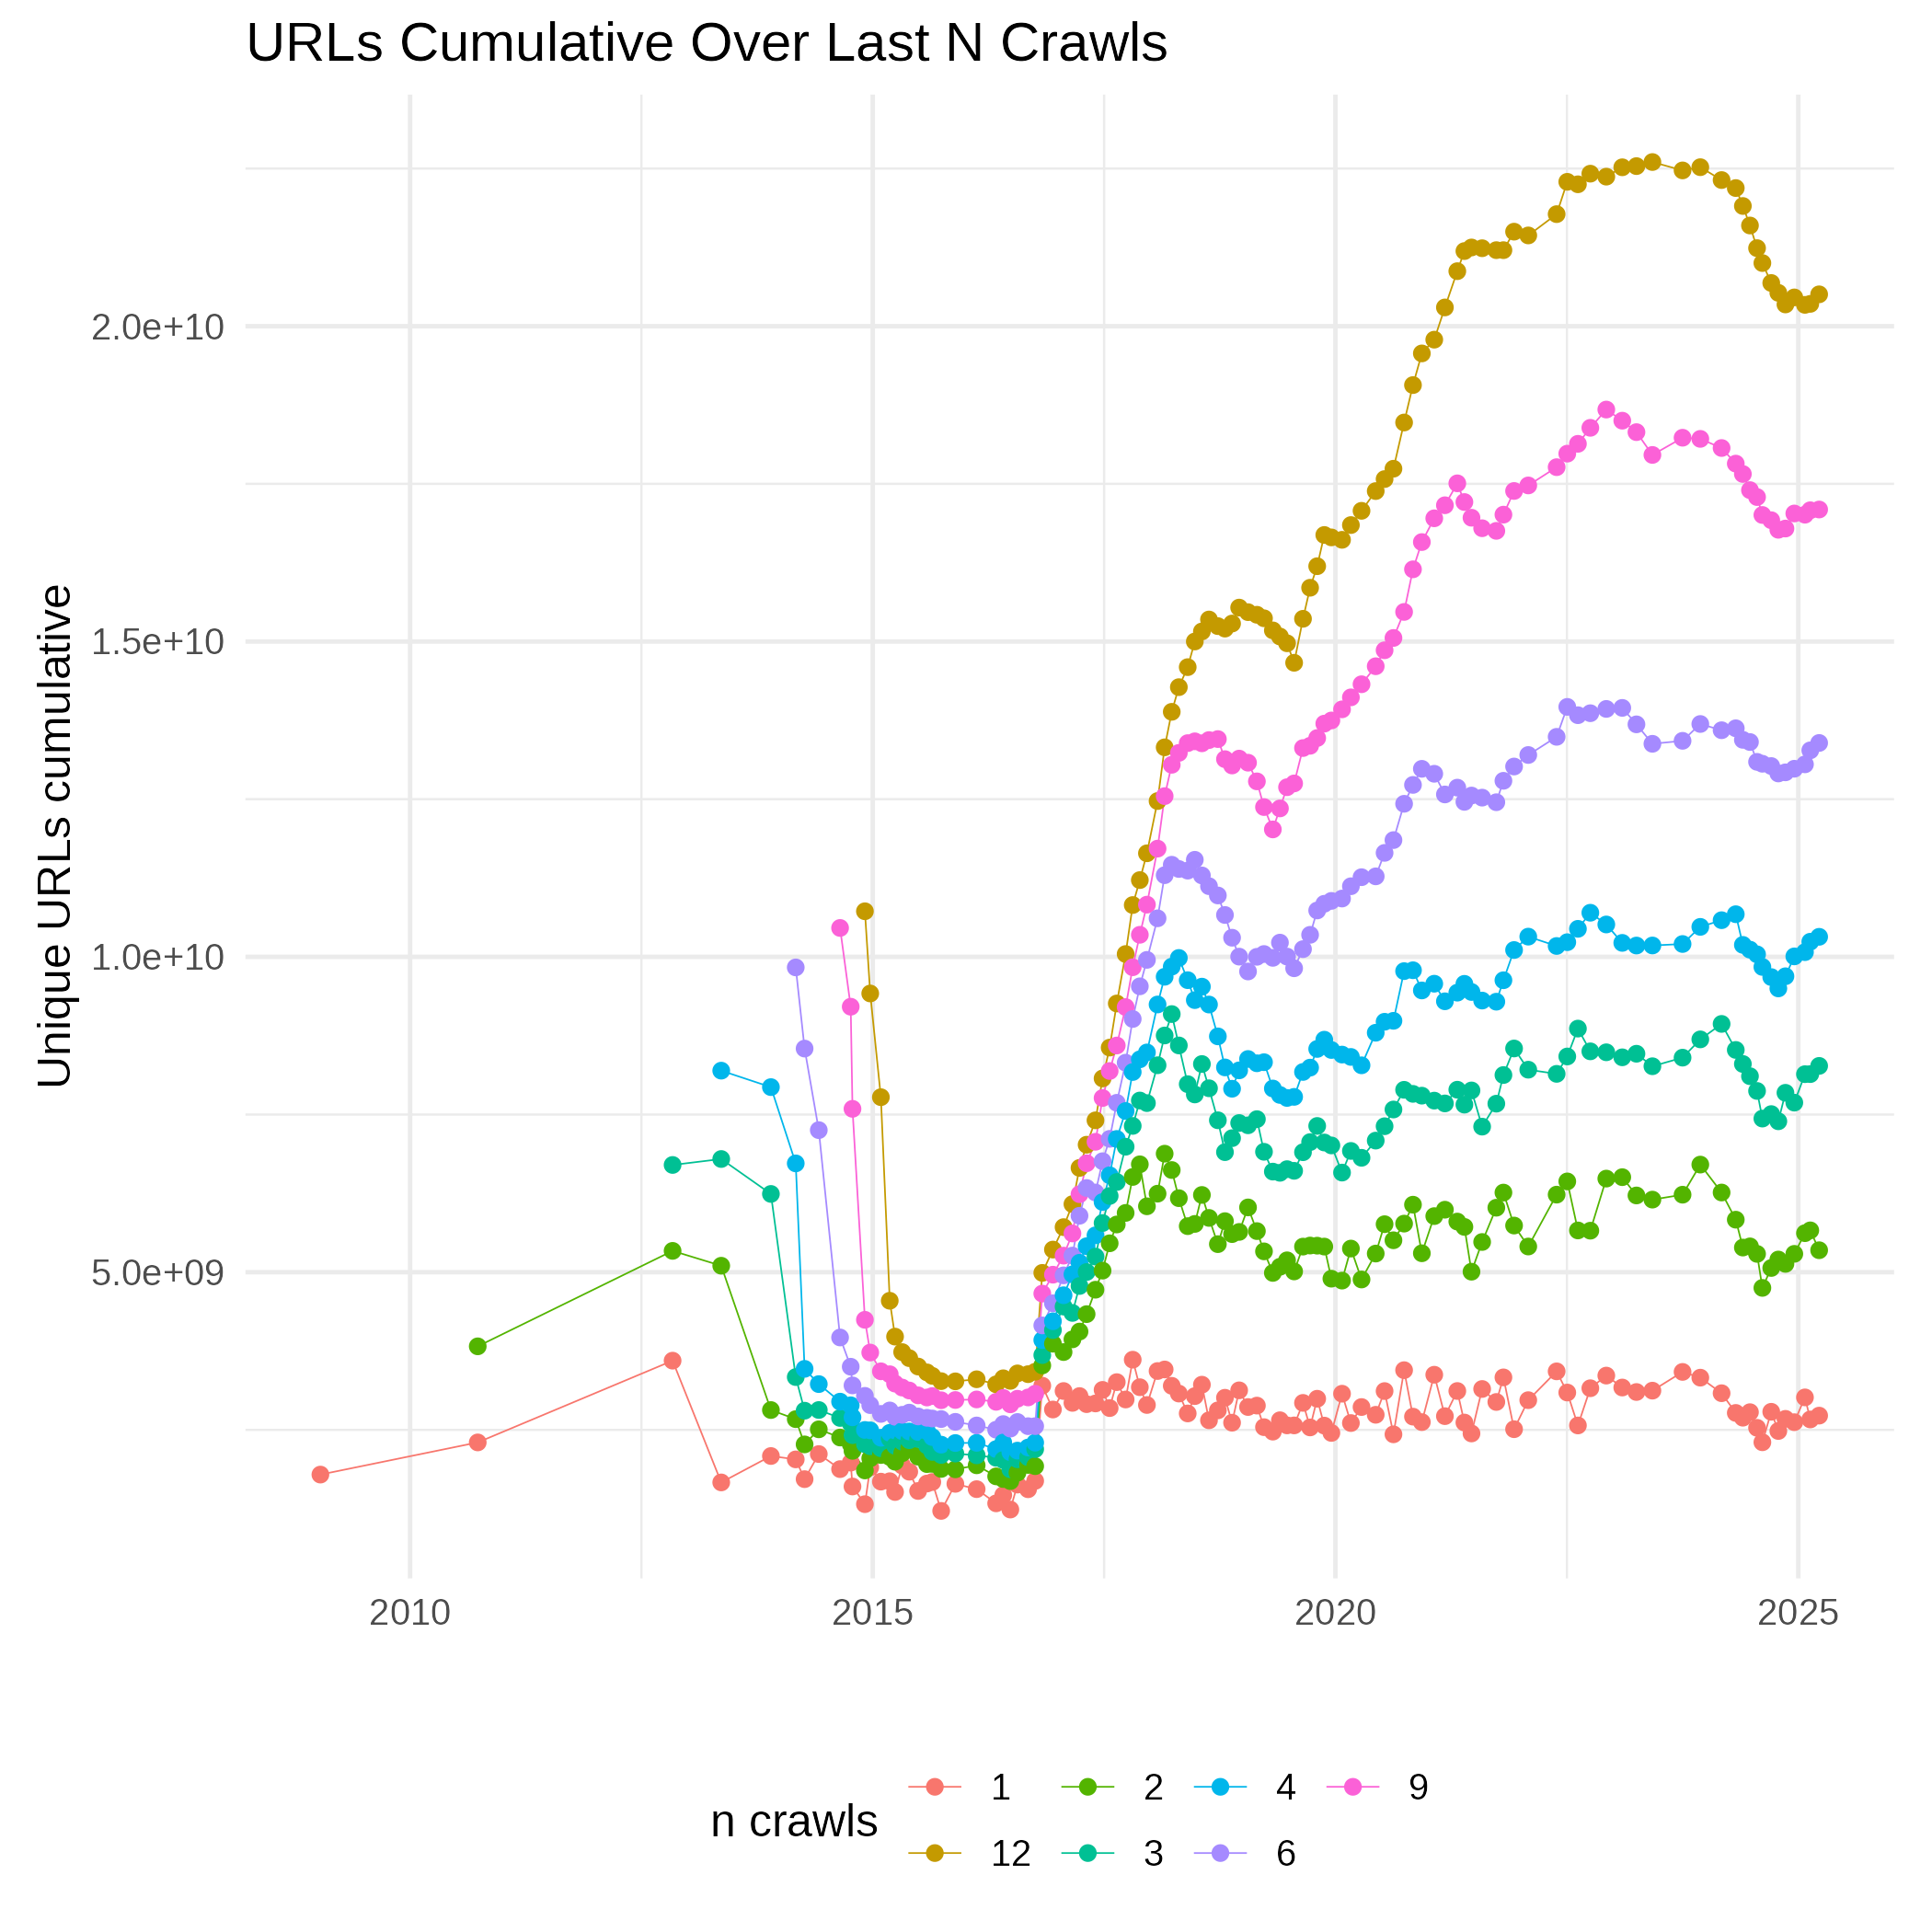 URLs Cumulative Over Last N Crawls
Unique URLs cumulative
2.0e+10
1.5e+10
1.0e+10
5.0e+09
2010 2015 2020 2025
n crawls
1 2 4 9
12 3 6